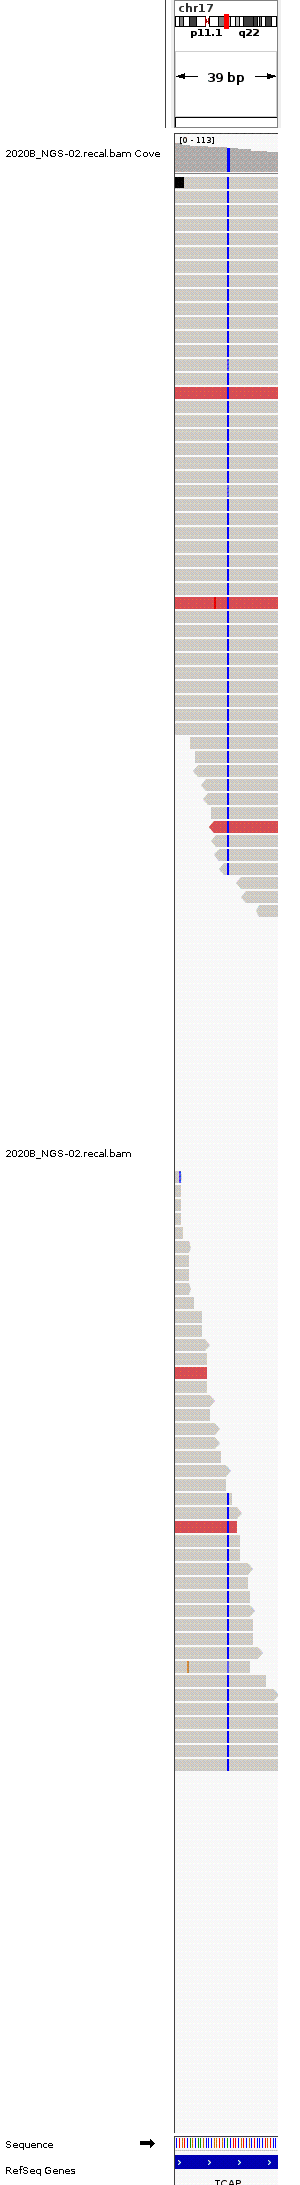 chr17
p11.1 q22
39 bp
[0 - 113]
2020B_NGS-02.recal.bam Cove
2020B_NGS-02.recal.bam
Sequence
RefSeq Genes
TCAP